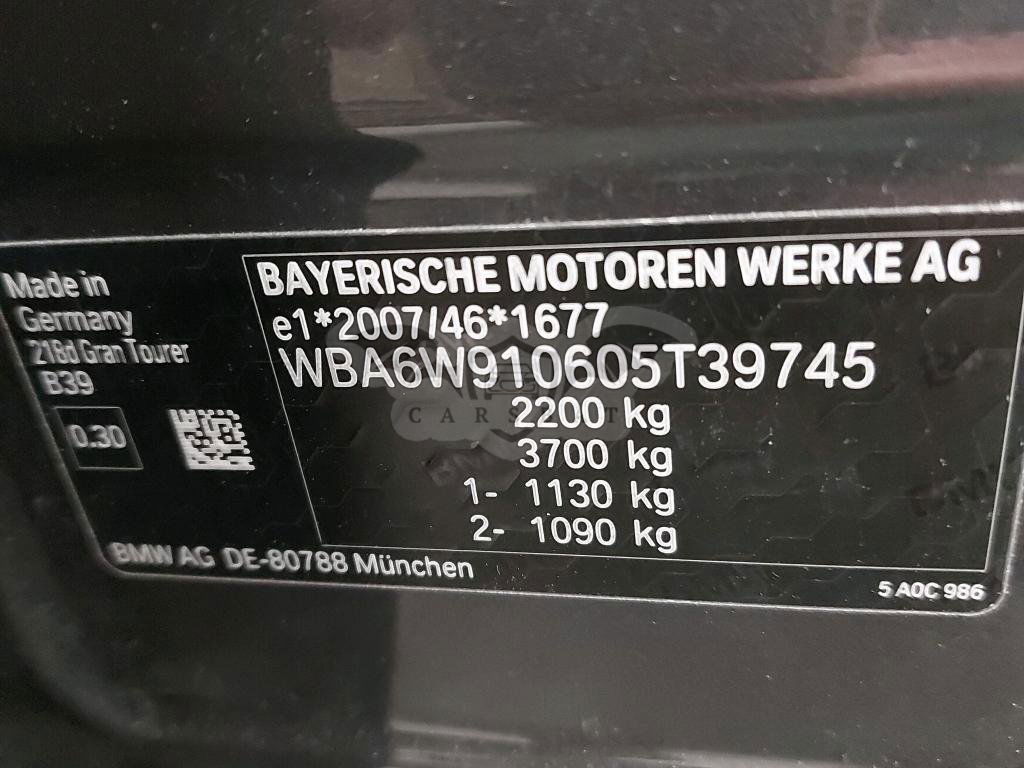 Made in
Germany
218d Gran Tourer
B39
0.30
BAYERISCHE MOTOREN WERKE AG
e1*2007/46*1677
WBA6W910605T39745
2200 kg
3700 kg
1- 1130 kg
2- 1090 kg
BMW AG DE-80788 München
5 A0C 986